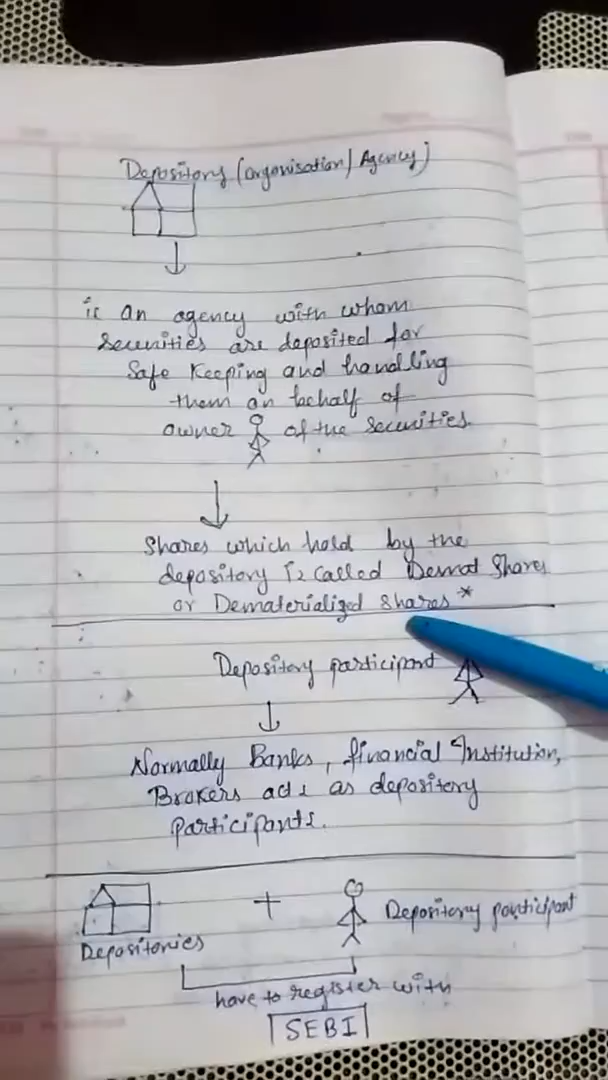 Depository (organisation/Agency)
is an agency with whom
securities are deposited for
Safe Keeping and handling
them on behalf of
owner of the securities.
Shares which hold by the
depository is called Demat Shares
or Dematerialized shares*
Depository participant
Normally Banks, financial Institution,
Brokers acts as depository
participants.
+ Depository participant
Depositories
have to register with
SEBI